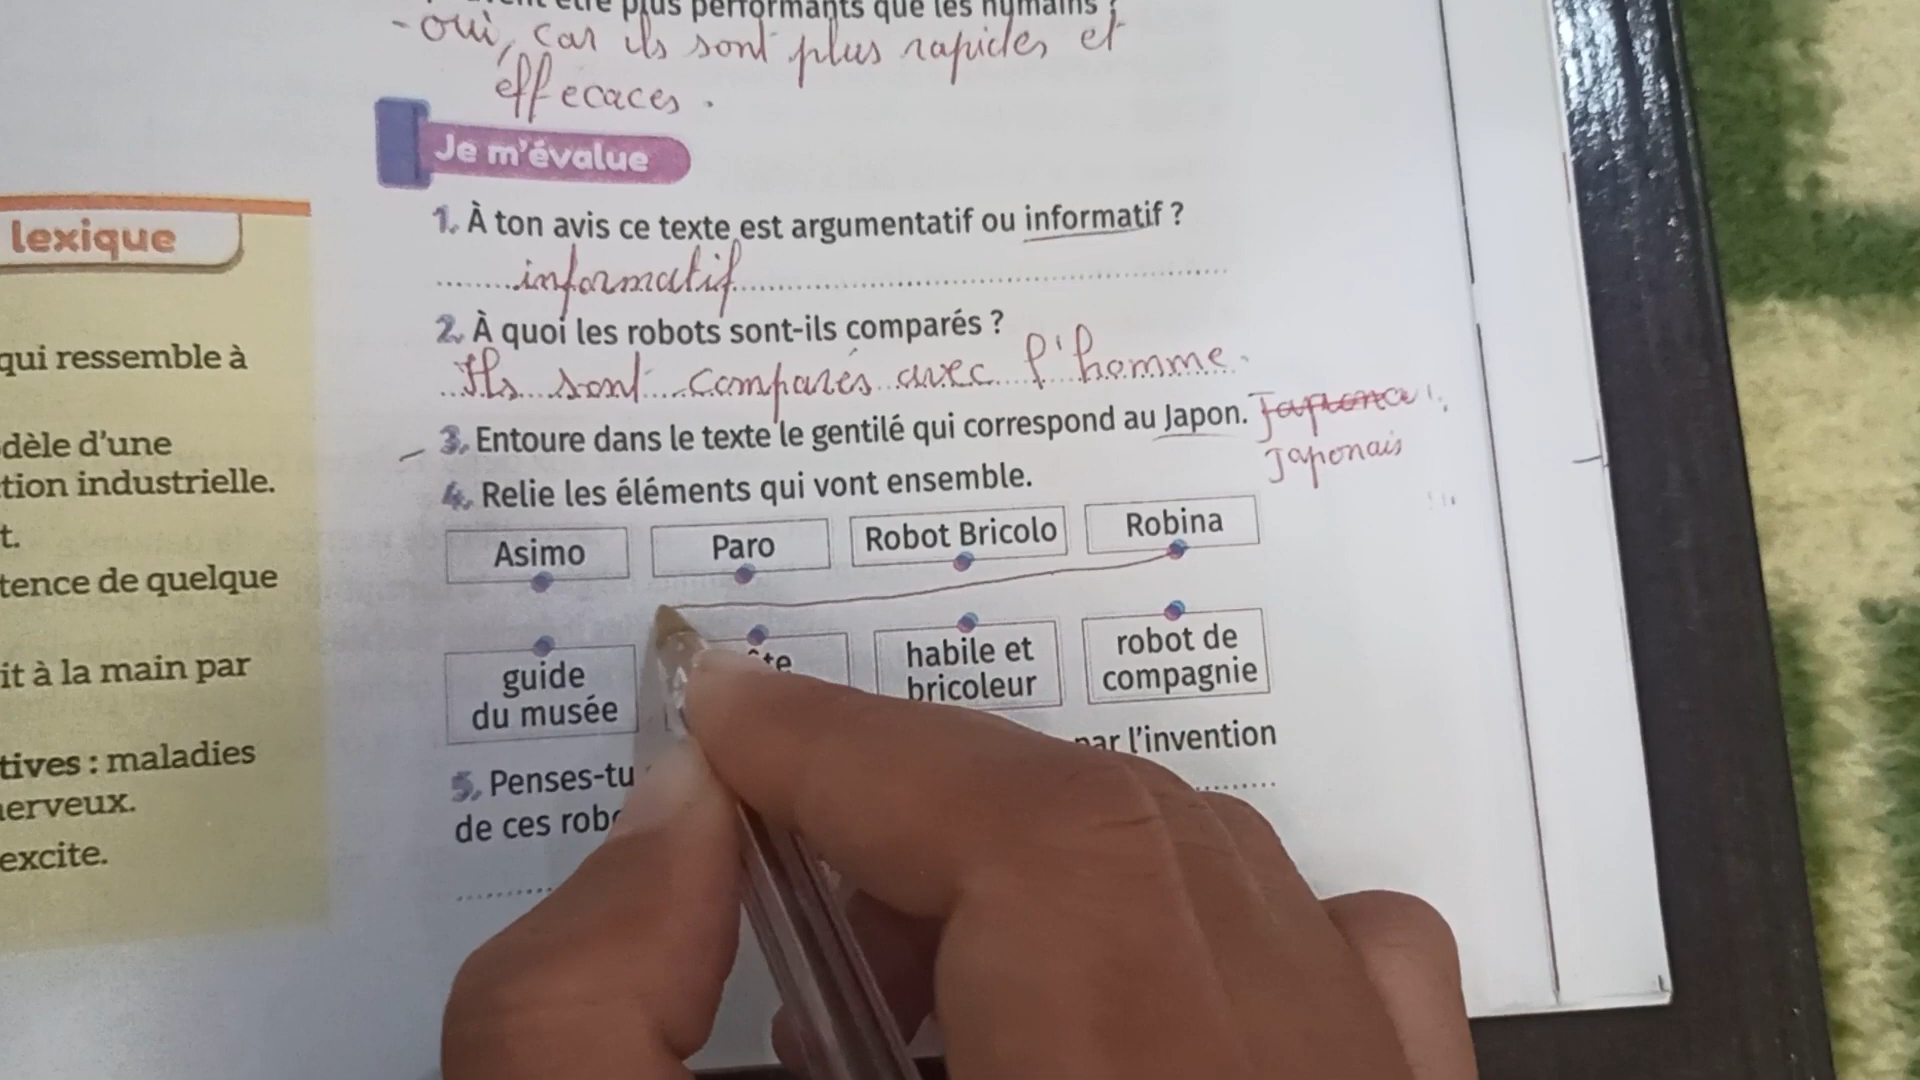 être plus performants que les humains ?
- oui, car ils sont plus rapides et
effecaces.
Je m'évalue
1. À ton avis ce texte est argumentatif ou informatif ?
informatif
2. À quoi les robots sont-ils comparés ?
Ils sont comparés avec l'homme.
3. Entoure dans le texte le gentilé qui correspond au Japon.
Japonais
4. Relie les éléments qui vont ensemble.
Asimo
Paro
Robot Bricolo
Robina
guide
du musée
habile et
bricoleur
robot de
compagnie
5. Penses-tu
par l'invention
de ces
lexique
qui ressemble à
dèle d'une
tion industrielle.
t.
tence de quelque
it à la main par
tives : maladies
nerveux.
excite.